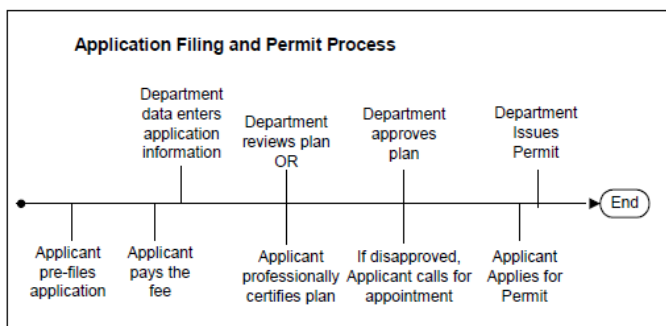 Application Filing and Permit Process
Department
data enters
application
information
Department
reviews plan
OR
Department
approves
plan
Department
Issues
Permit
End
Applicant
pre-files
application
Applicant
pays the
fee
Applicant
professionally
certifies plan
If disapproved,
Applicant calls for
appointment
Applicant
Applies for
Permit